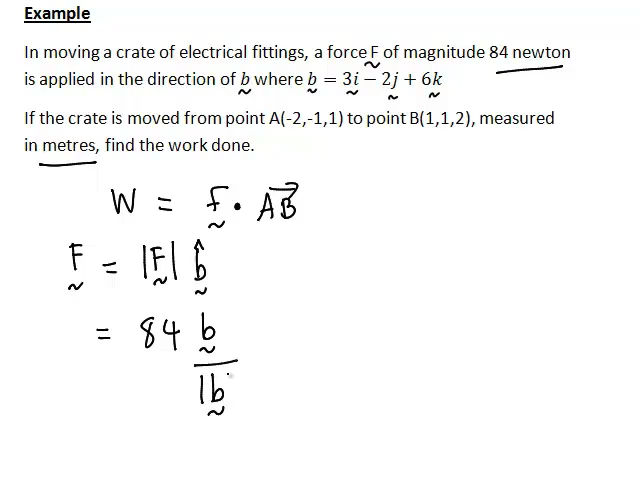 Example
In moving a crate of electrical fittings, a force F of magnitude 84 newton
is applied in the direction of b where b = 3i − 2j + 6k
If the crate is moved from point A(-2,-1,1) to point B(1,1,2), measured
in metres, find the work done.
W = F • AB
F = |F| b̂
= 84 b
|b